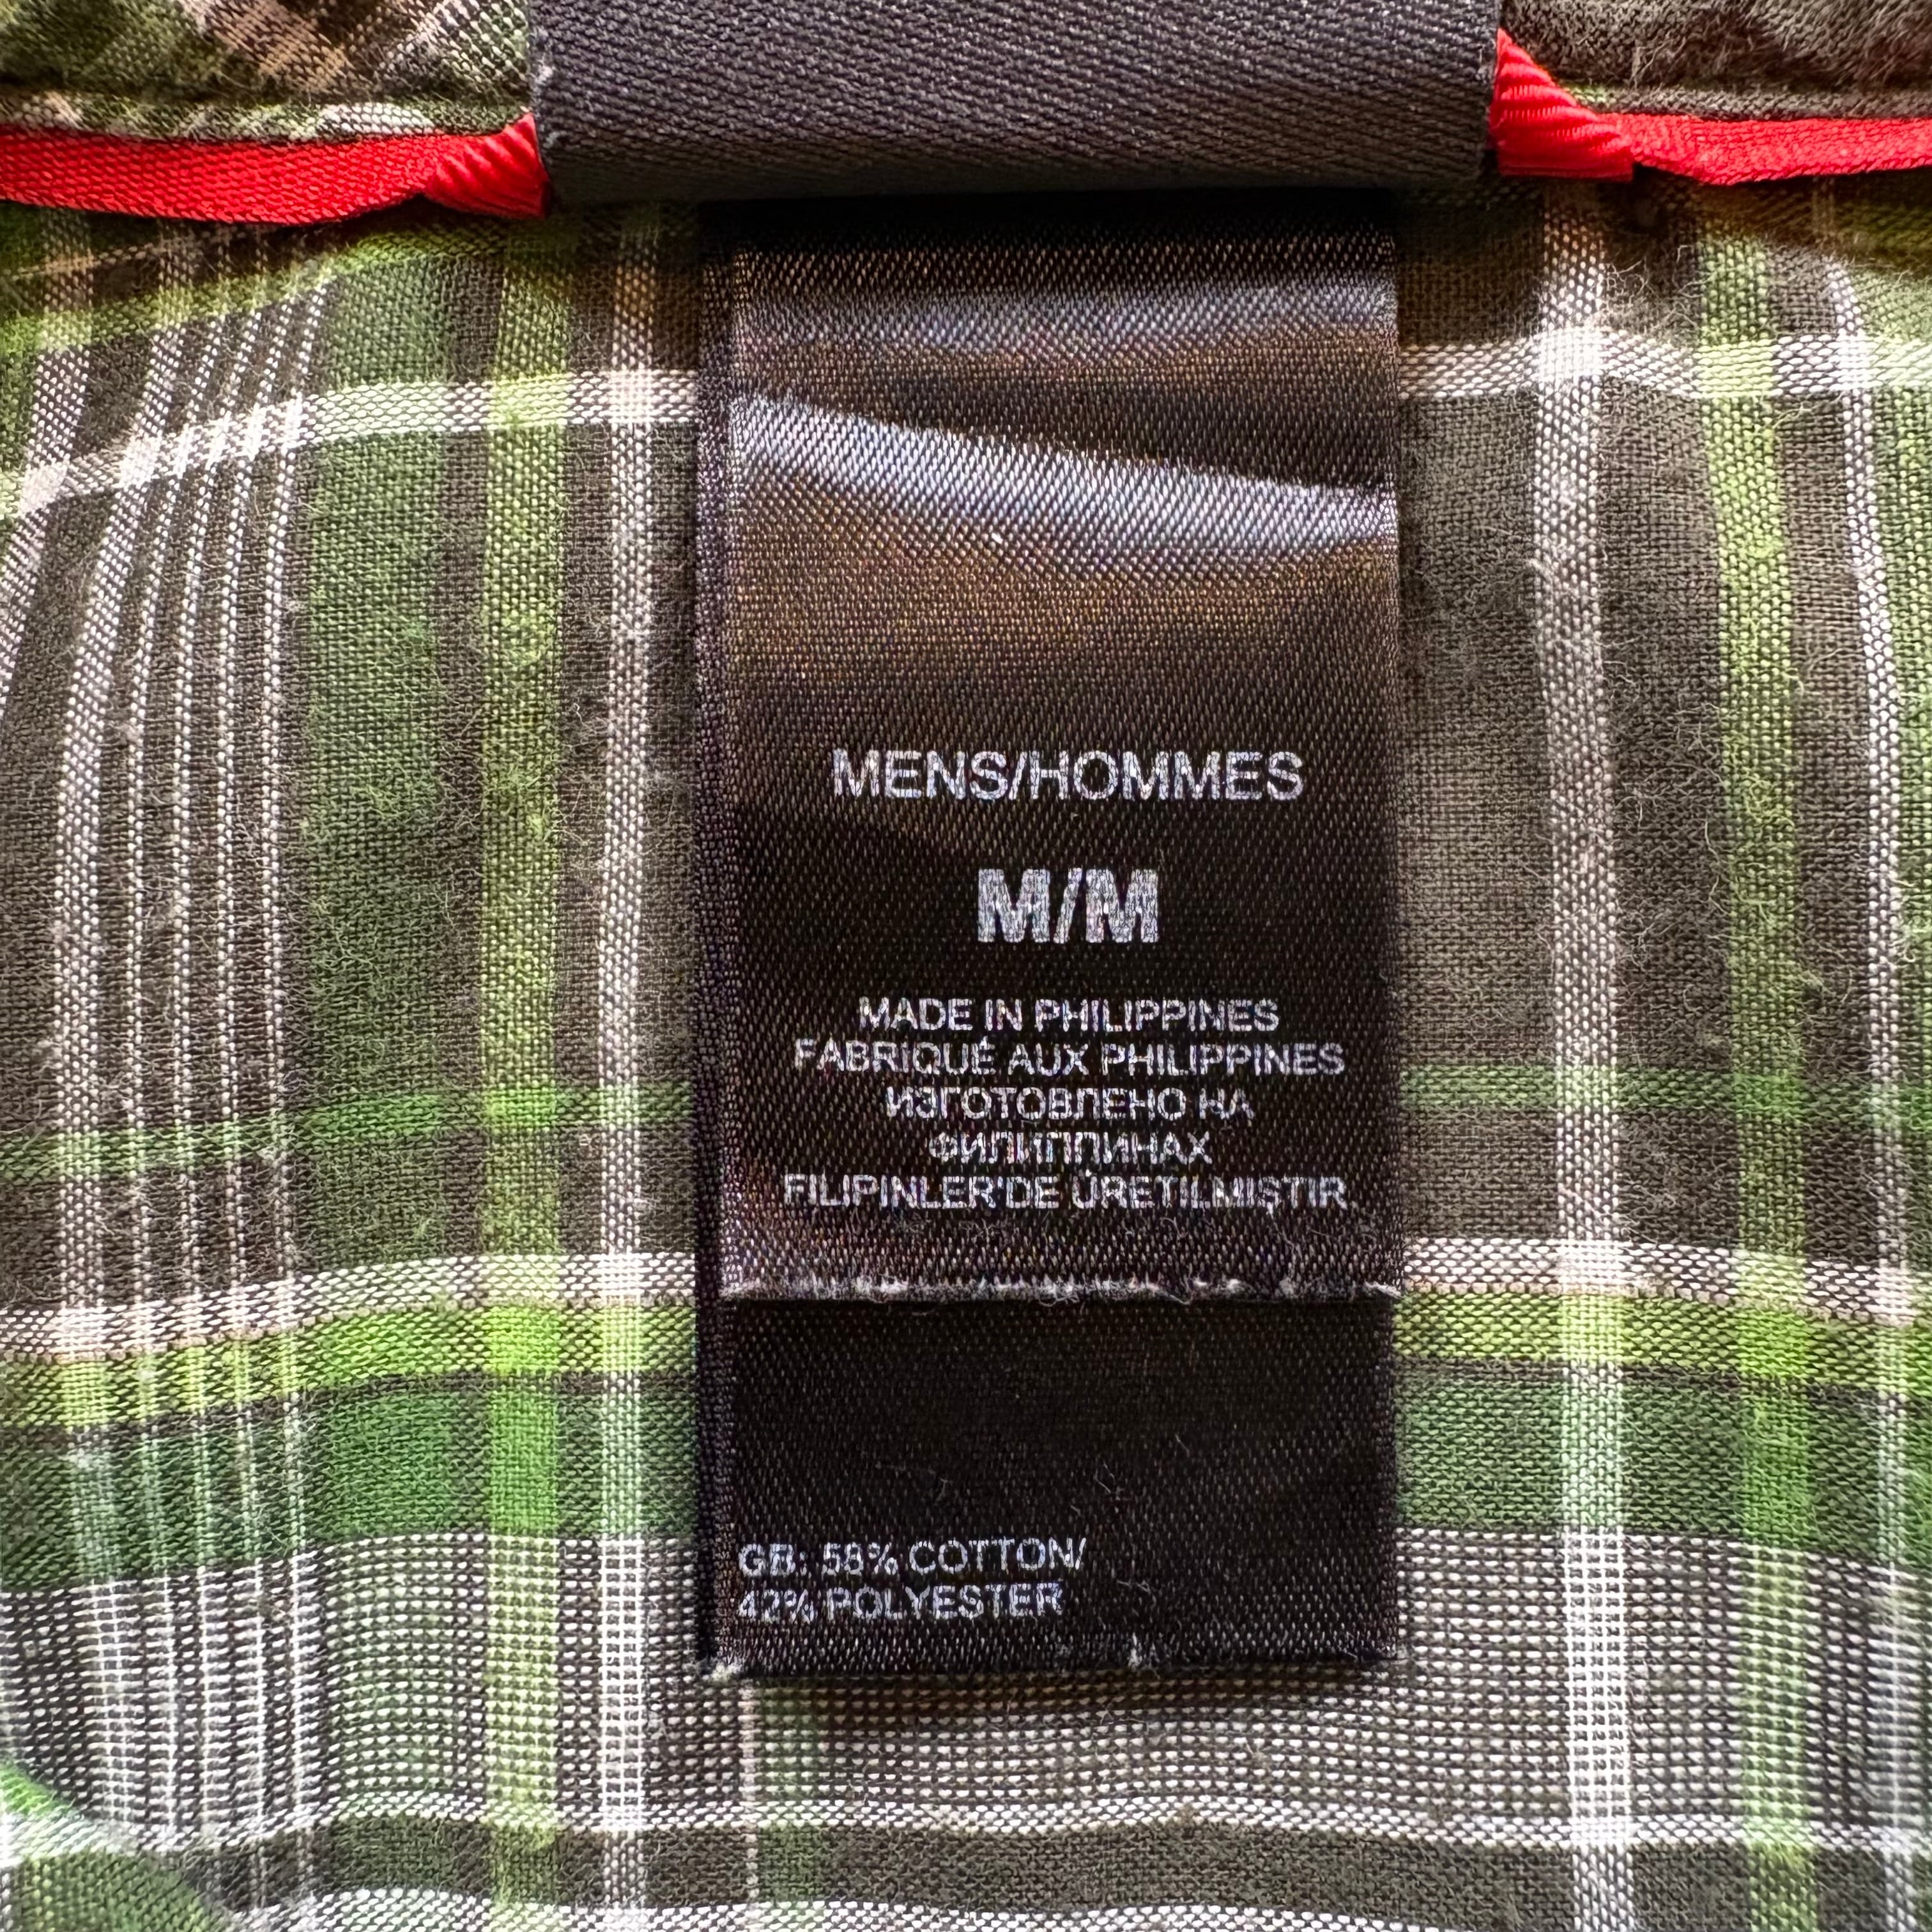 MENS/HOMMES
M/M
MADE IN PHILIPPINES
FABRIQUÉ AUX PHILIPPINES
ИЗГОТОВЛЕНО НА
ФИЛИППИНАХ
FILIPINLER'DE ÜRETILMIŞTIR
GB: 58% COTTON/
42% POLYESTER